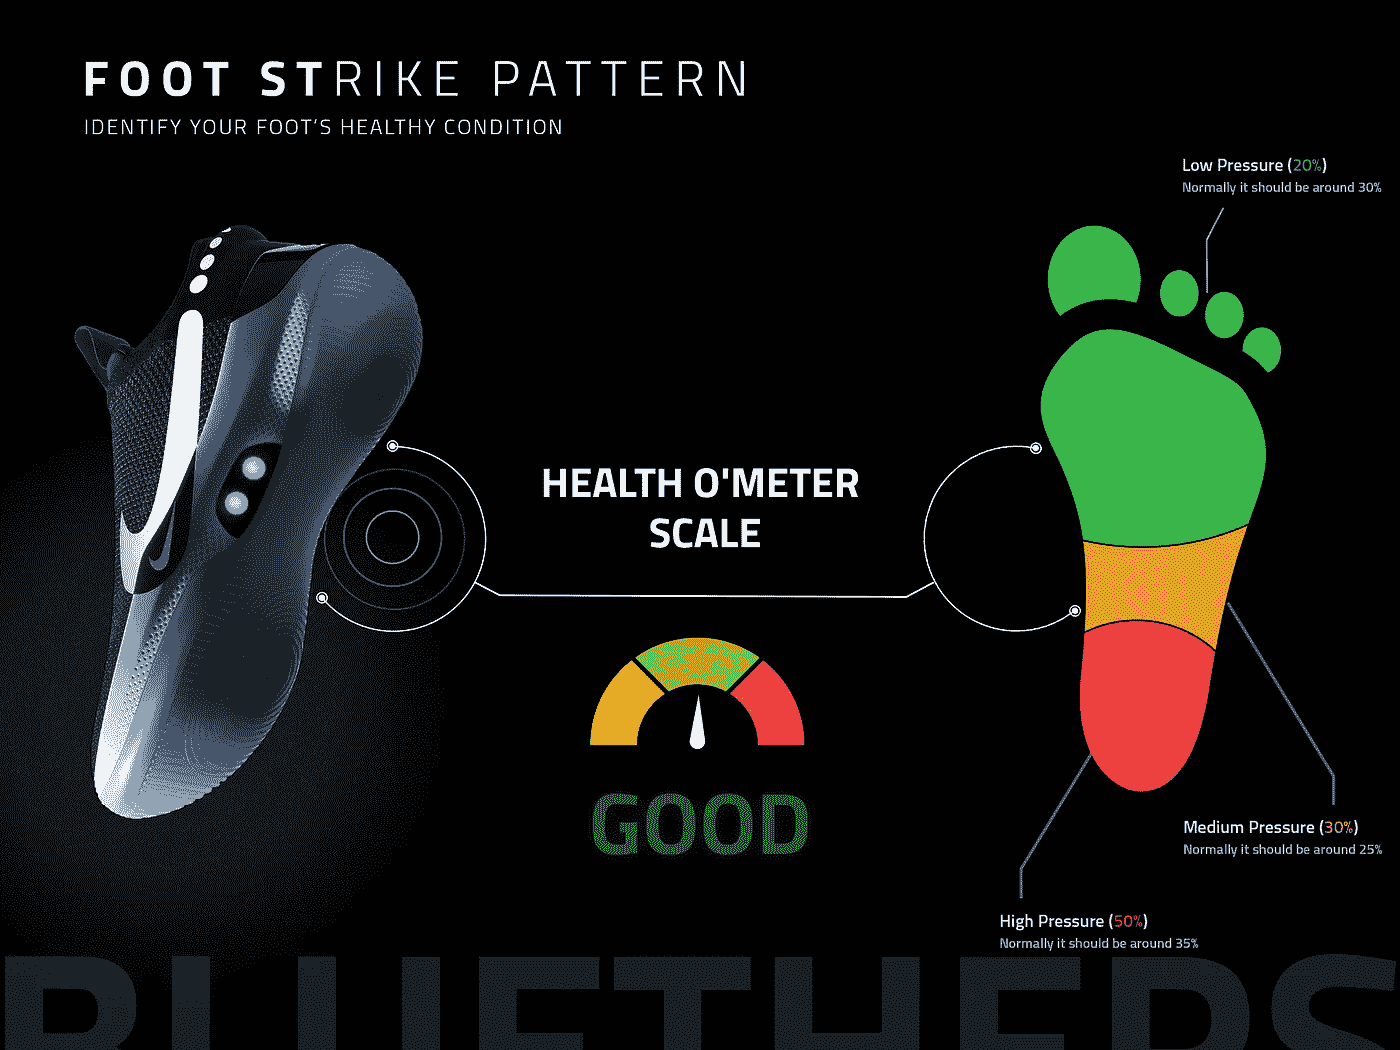 FOOT STRIKE PATTERN
IDENTIFY YOUR FOOT'S HEALTHY CONDITION
Low Pressure (20%)
Normally it should be around 30%
HEALTH O'METER
SCALE
GOOD
Medium Pressure (30%)
Normally it should be around 25%
High Pressure (50%)
Normally it should be around 35%
BLUETHERS